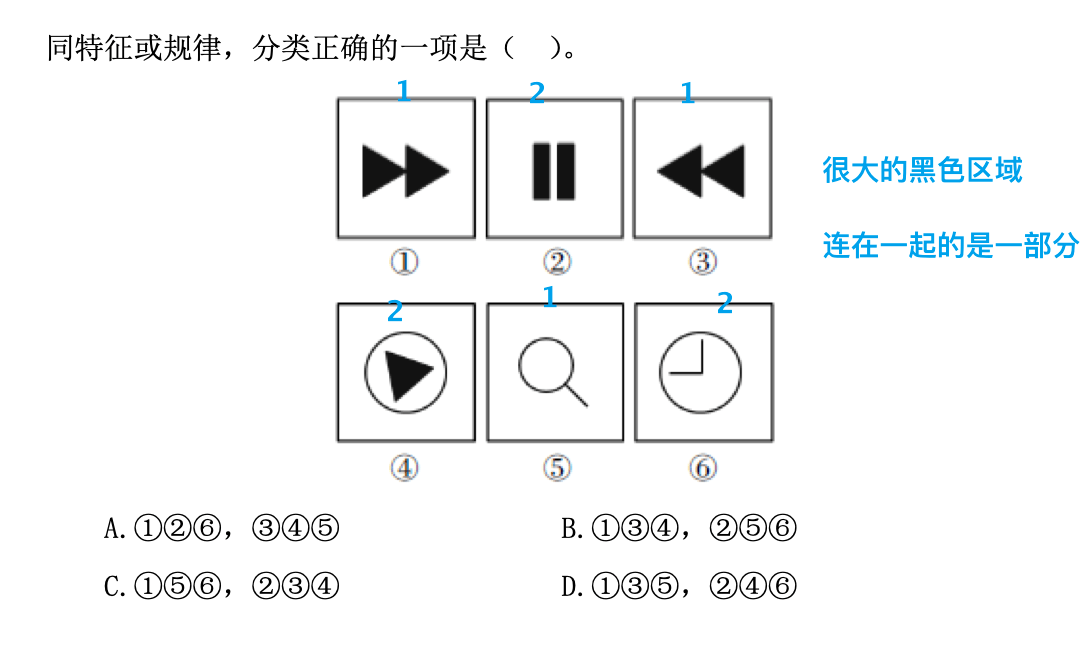 同特征或规律，分类正确的一项是（ ）。
1 2 1
很大的黑色区域
连在一起的是一部分
① ② ③
2 1 2
④ ⑤ ⑥
A.①②⑥，③④⑤ B.①③④，②⑤⑥
C.①⑤⑥，②③④ D.①③⑤，②④⑥